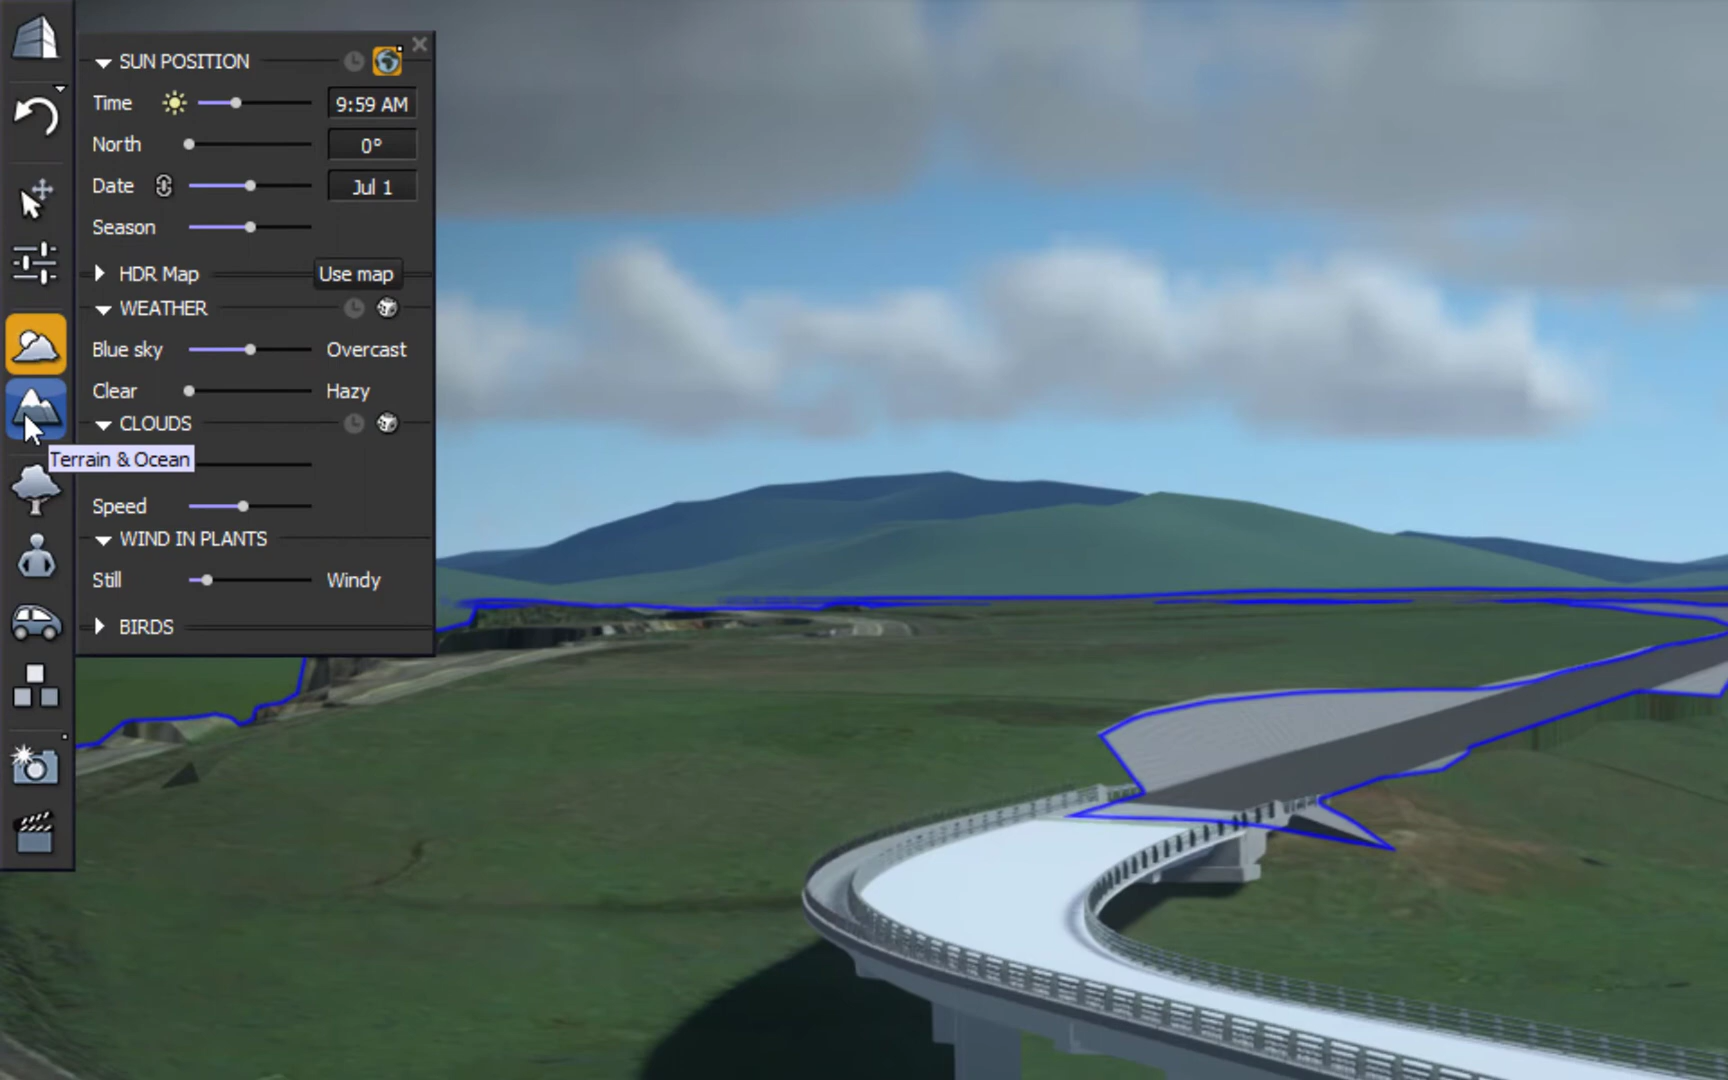 SUN POSITION
Time 9:59 AM
North 0°
Date Jul 1
Season
HDR Map Use map
WEATHER
Blue sky Overcast
Clear Hazy
CLOUDS
Terrain & Ocean
Speed
WIND IN PLANTS
Still Windy
BIRDS